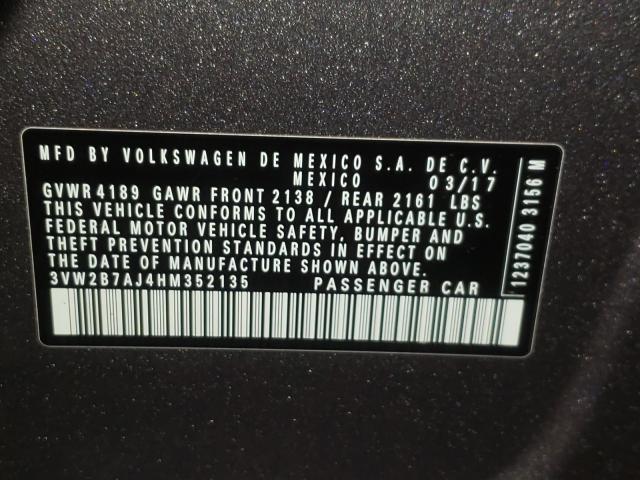 MFD BY VOLKSWAGEN DE MEXICO S.A. DE C.V.
MEXICO 03/17
GVWR 4189 GAWR FRONT 2138 / REAR 2161 LBS
THIS VEHICLE CONFORMS TO ALL APPLICABLE U.S.
FEDERAL MOTOR VEHICLE SAFETY, BUMPER AND
THEFT PREVENTION STANDARDS IN EFFECT ON
THE DATE OF MANUFACTURE SHOWN ABOVE.
3VW2B7AJ4HM352135 PASSENGER CAR
1237040 3156 M